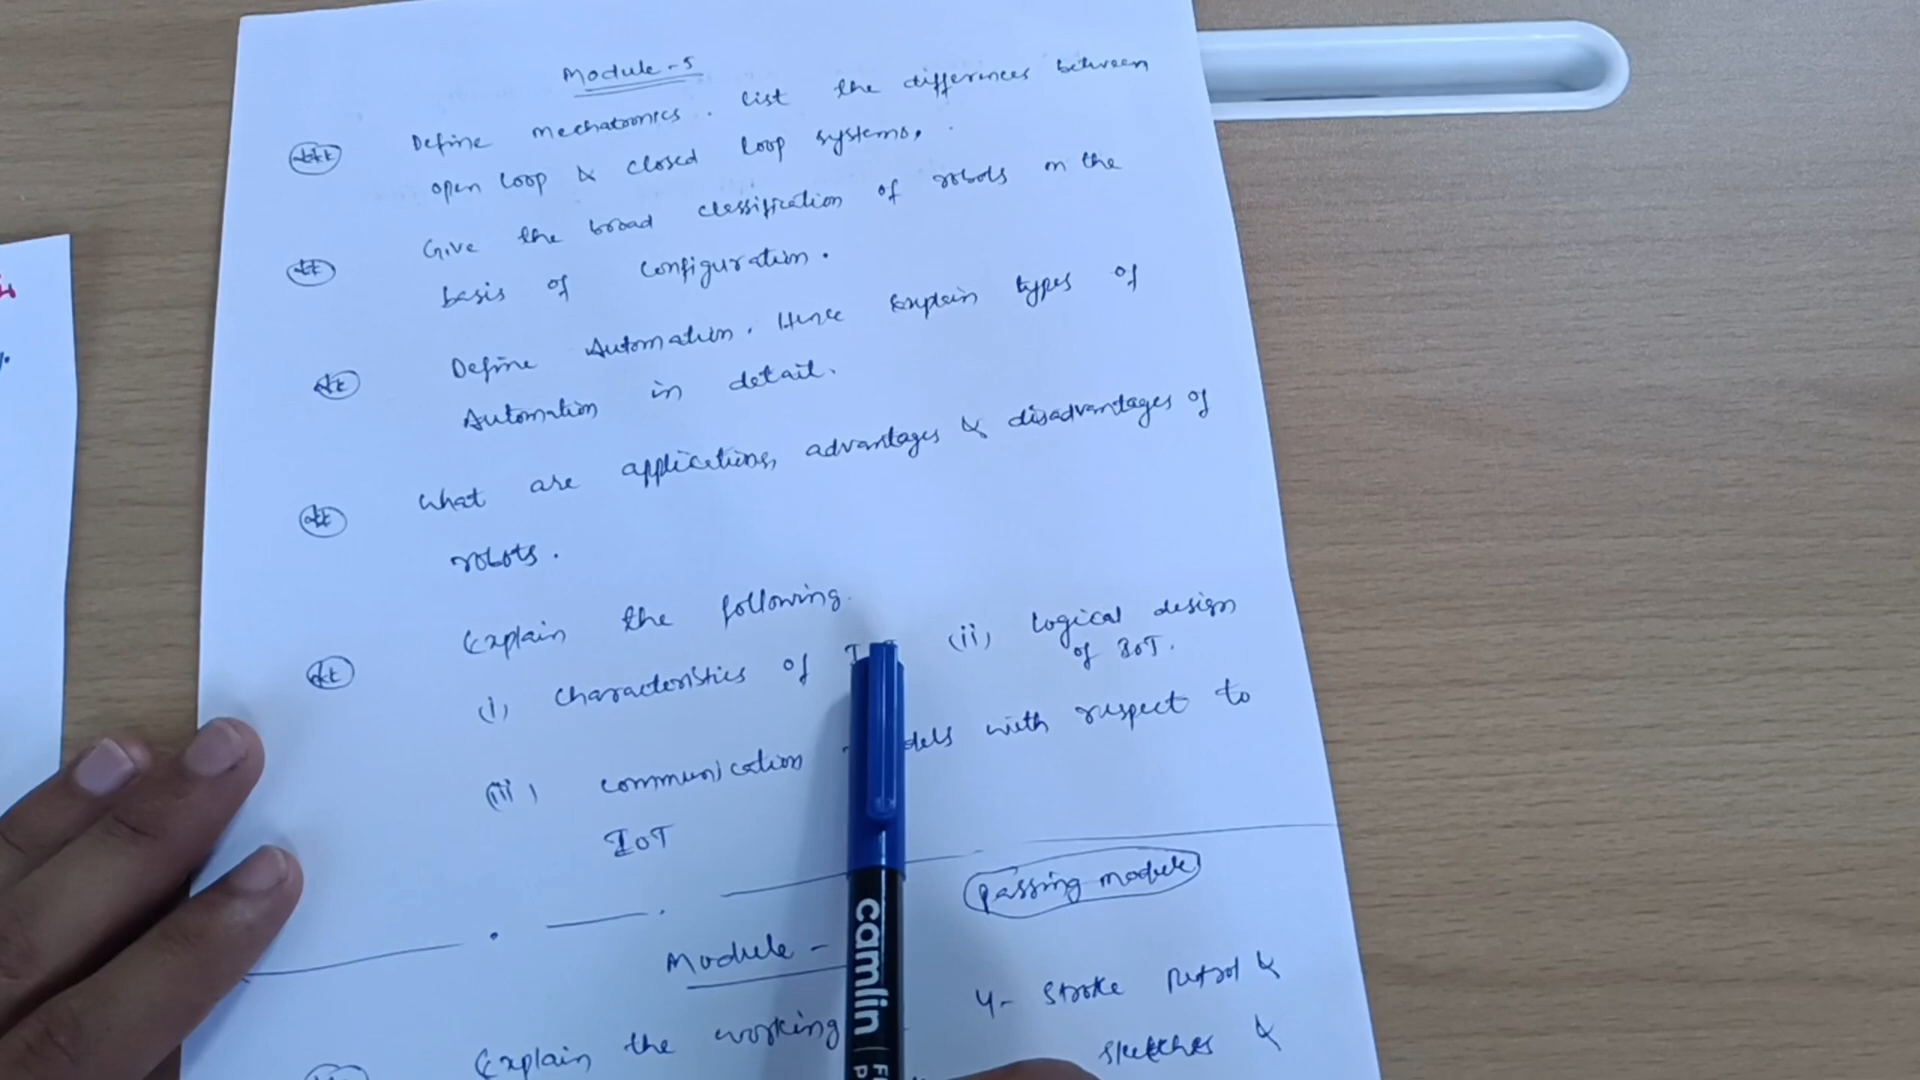 Module - 5
Define mechatronics. List the differences between
open loop & closed loop systems.
Give the broad classification of robots on the
basis of configuration.
Define Automation. Hence explain types of
Automation in detail.
What are applications, advantages & disadvantages of
robots.
Explain the following.
(i) characteristics of (ii) Logical design
of IoT.
(iii) communication with respect to
IoT
Passing module
Module -
Explain the working 4- Stroke Petrol &
sketches &
camlin